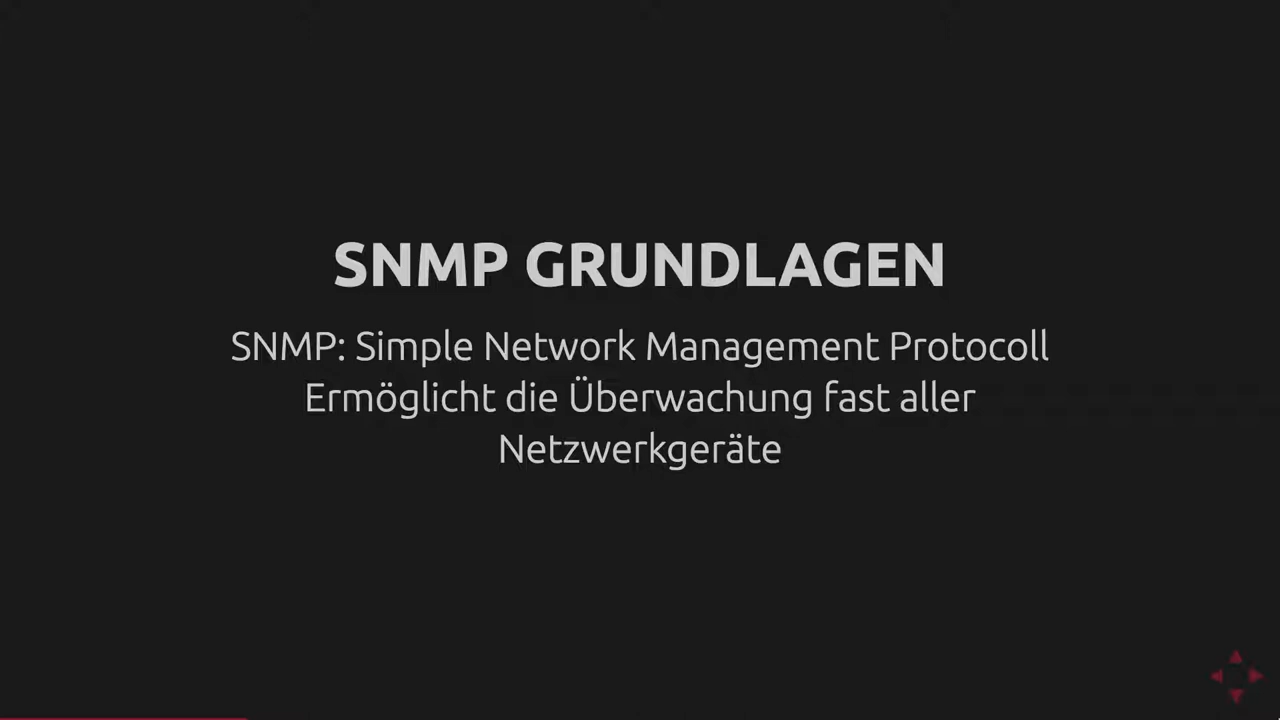 SNMP GRUNDLAGEN
SNMP: Simple Network Management Protocoll
Ermöglicht die Überwachung fast aller
Netzwerkgeräte